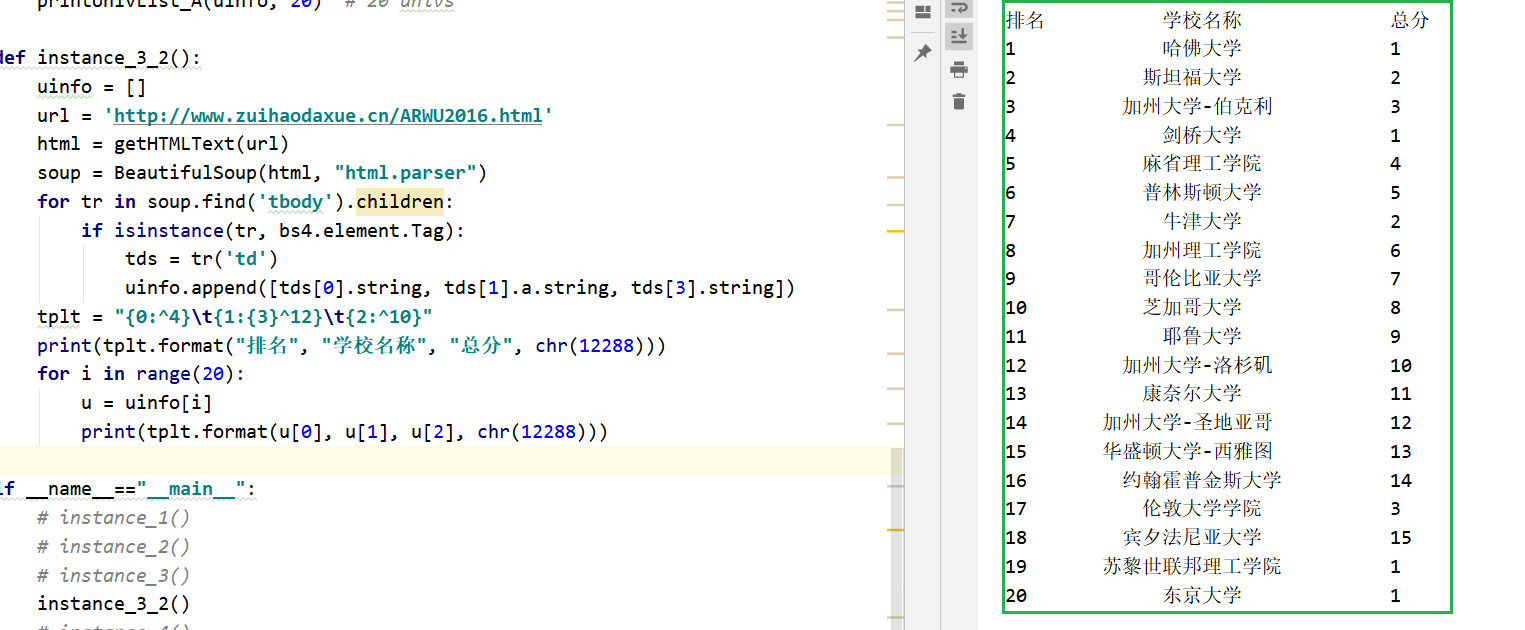 printUnivList_A(uinfo, 20)  # 20 univs
def instance_3_2():
    uinfo = []
    url = 'http://www.zuihaodaxue.cn/ARWU2016.html'
    html = getHTMLText(url)
    soup = BeautifulSoup(html, "html.parser")
    for tr in soup.find('tbody').children:
        if isinstance(tr, bs4.element.Tag):
            tds = tr('td')
            uinfo.append([tds[0].string, tds[1].a.string, tds[3].string])
    tplt = "{0:^4}\t{1:{3}^12}\t{2:^10}"
    print(tplt.format("排名", "学校名称", "总分", chr(12288)))
    for i in range(20):
        u = uinfo[i]
        print(tplt.format(u[0], u[1], u[2], chr(12288)))
if __name__=="__main__":
    # instance_1()
    # instance_2()
    # instance_3()
    instance_3_2()
    # instance_4()
排名 学校名称 总分
1 哈佛大学 1
2 斯坦福大学 2
3 加州大学-伯克利 3
4 剑桥大学 1
5 麻省理工学院 4
6 普林斯顿大学 5
7 牛津大学 2
8 加州理工学院 6
9 哥伦比亚大学 7
10 芝加哥大学 8
11 耶鲁大学 9
12 加州大学-洛杉矶 10
13 康奈尔大学 11
14 加州大学-圣地亚哥 12
15 华盛顿大学-西雅图 13
16 约翰霍普金斯大学 14
17 伦敦大学学院 3
18 宾夕法尼亚大学 15
19 苏黎世联邦理工学院 1
20 东京大学 1